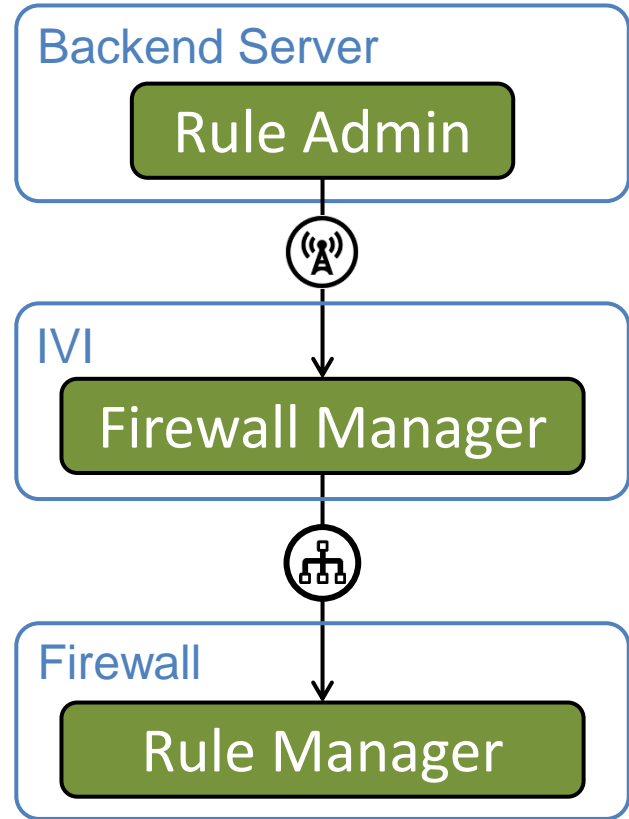 Backend Server
Rule Admin
IVI
Firewall Manager
Firewall
Rule Manager